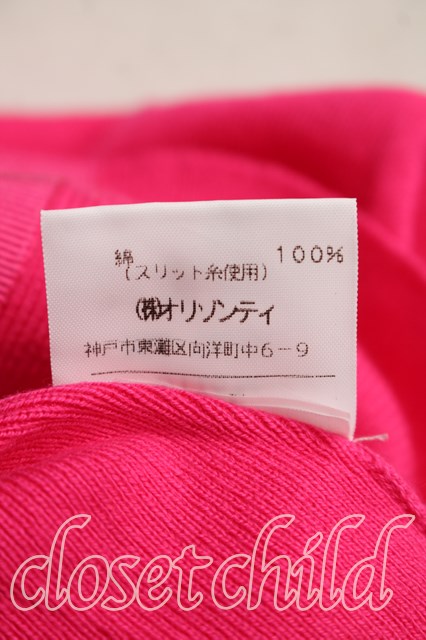 綿 100%
(スリット糸使用)
(株)オリゾンティ
神戸市東灘区向洋町中6-9
closet child